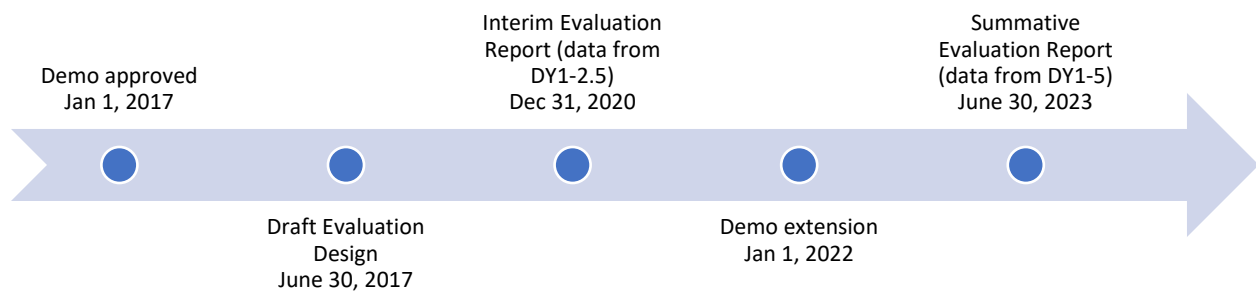 Demo approved
Jan 1, 2017
Draft Evaluation
Design
June 30, 2017
Interim Evaluation
Report (data from
DY1-2.5)
Dec 31, 2020
Demo extension
Jan 1, 2022
Summative
Evaluation Report
(data from DY1-5)
June 30, 2023